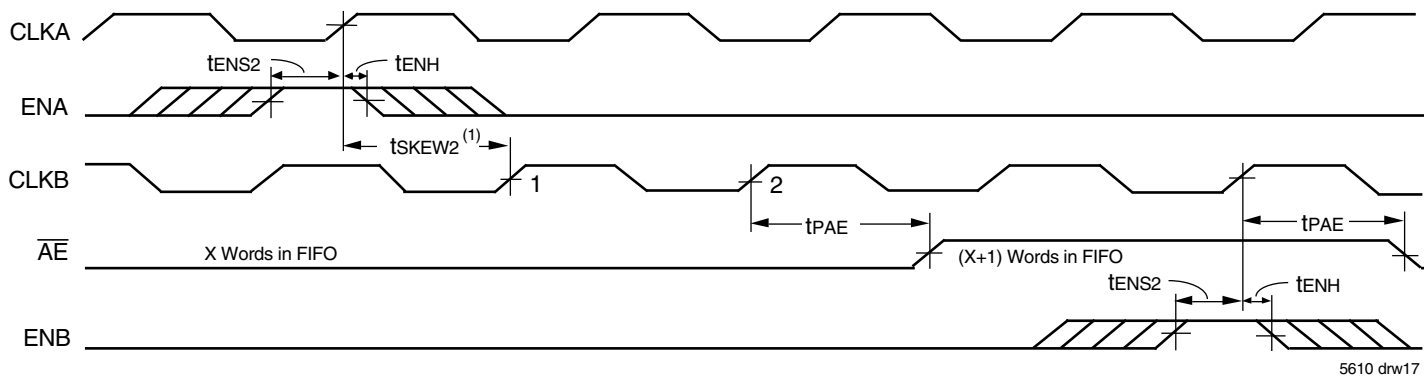 CLKA
tENS2 tENH
ENA
tSKEW2 (1)
CLKB 1 2
tPAE tPAE
AE X Words in FIFO (X+1) Words in FIFO
tENS2 tENH
ENB
5610 drw17